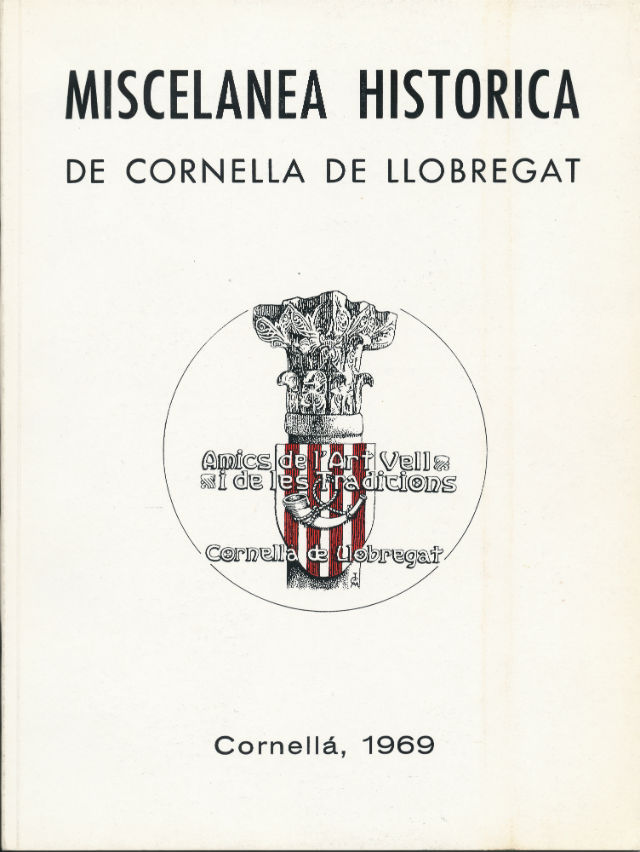 MISCELANEA HISTORICA
DE CORNELLA DE LLOBREGAT
Amics de l'Art Vell
i de les Tradicions
Cornellà de Llobregat
Cornellá, 1969